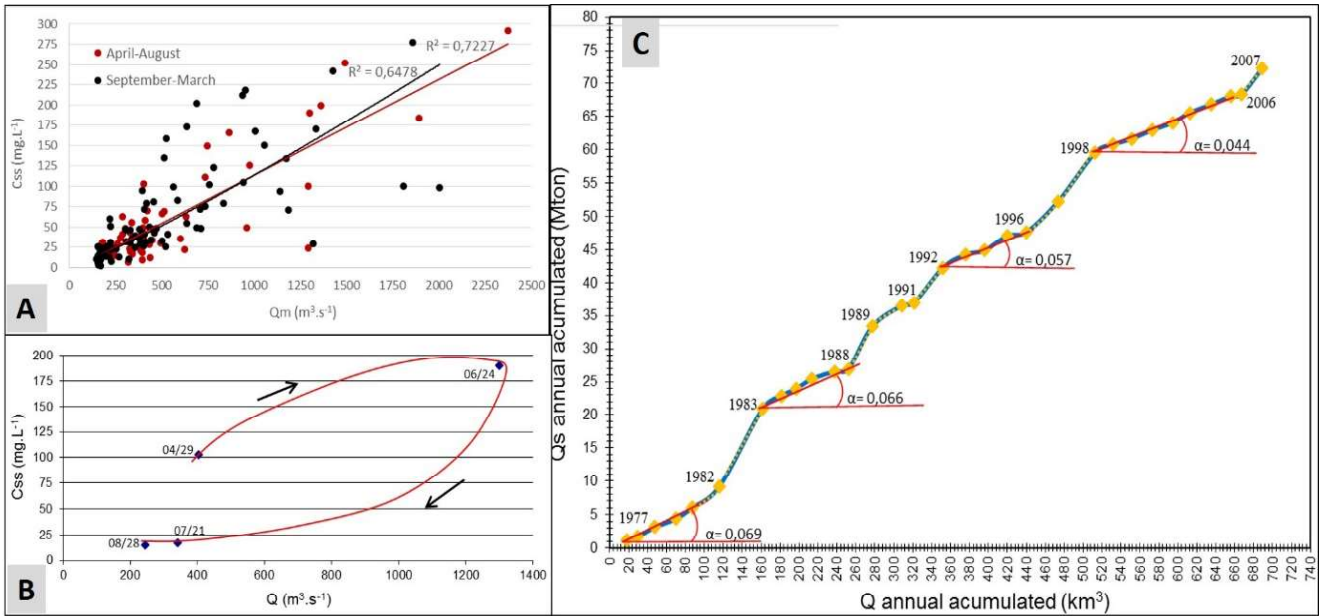 A
Css (mg.L⁻¹)
300
275
250
225
200
175
150
125
100
75
50
25
0
April-August
September-March
R² = 0,7227
R² = 0,6478
0 250 500 750 1000 1250 1500 1750 2000 2250 2500
Qm (m³.s⁻¹)
B
Css (mg.L⁻¹)
200
175
150
125
100
75
50
25
0
04/29
06/24
07/21
08/28
0 200 400 600 800 1000 1200 1400
Q (m³.s⁻¹)
C
Qs annual acumulated (Mton)
80
75
70
65
60
55
50
45
40
35
30
25
20
15
10
5
0
2007
2006
1998
α= 0,044
1996
1992
α= 0,057
1991
1989
1988
1983
α= 0,066
1982
1977
α= 0,069
0 20 40 60 80 100 120 140 160 180 200 220 240 260 280 300 320 340 360 380 400 420 440 460 480 500 520 540 560 580 600 620 640 660 680 700 720 740
Q annual acumulated (km³)